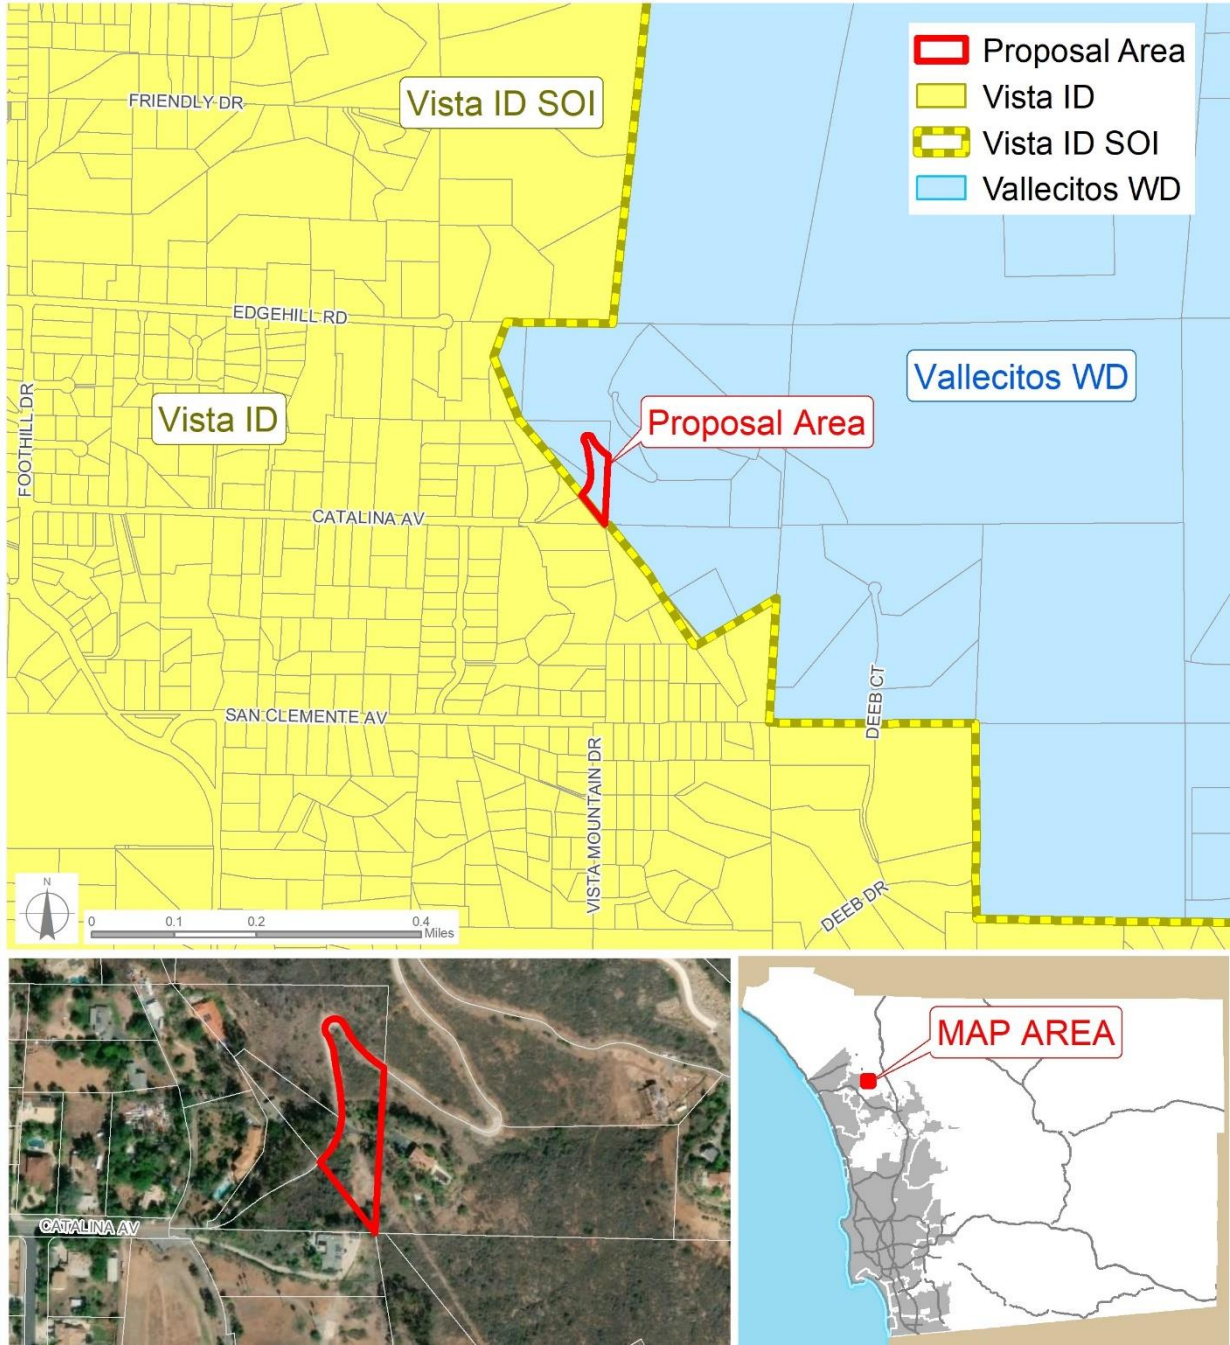 Proposal Area
Vista ID
Vista ID SOI
Vallecitos WD
FRIENDLY DR
Vista ID SOI
EDGEHILL RD
FOOTHILL DR
Vista ID
Vallecitos WD
Proposal Area
CATALINA AV
SAN CLEMENTE AV
VISTA MOUNTAIN DR
DEEB CT
DEEB DR
N
0 0.1 0.2 0.4
Miles
CATALINA AV
MAP AREA